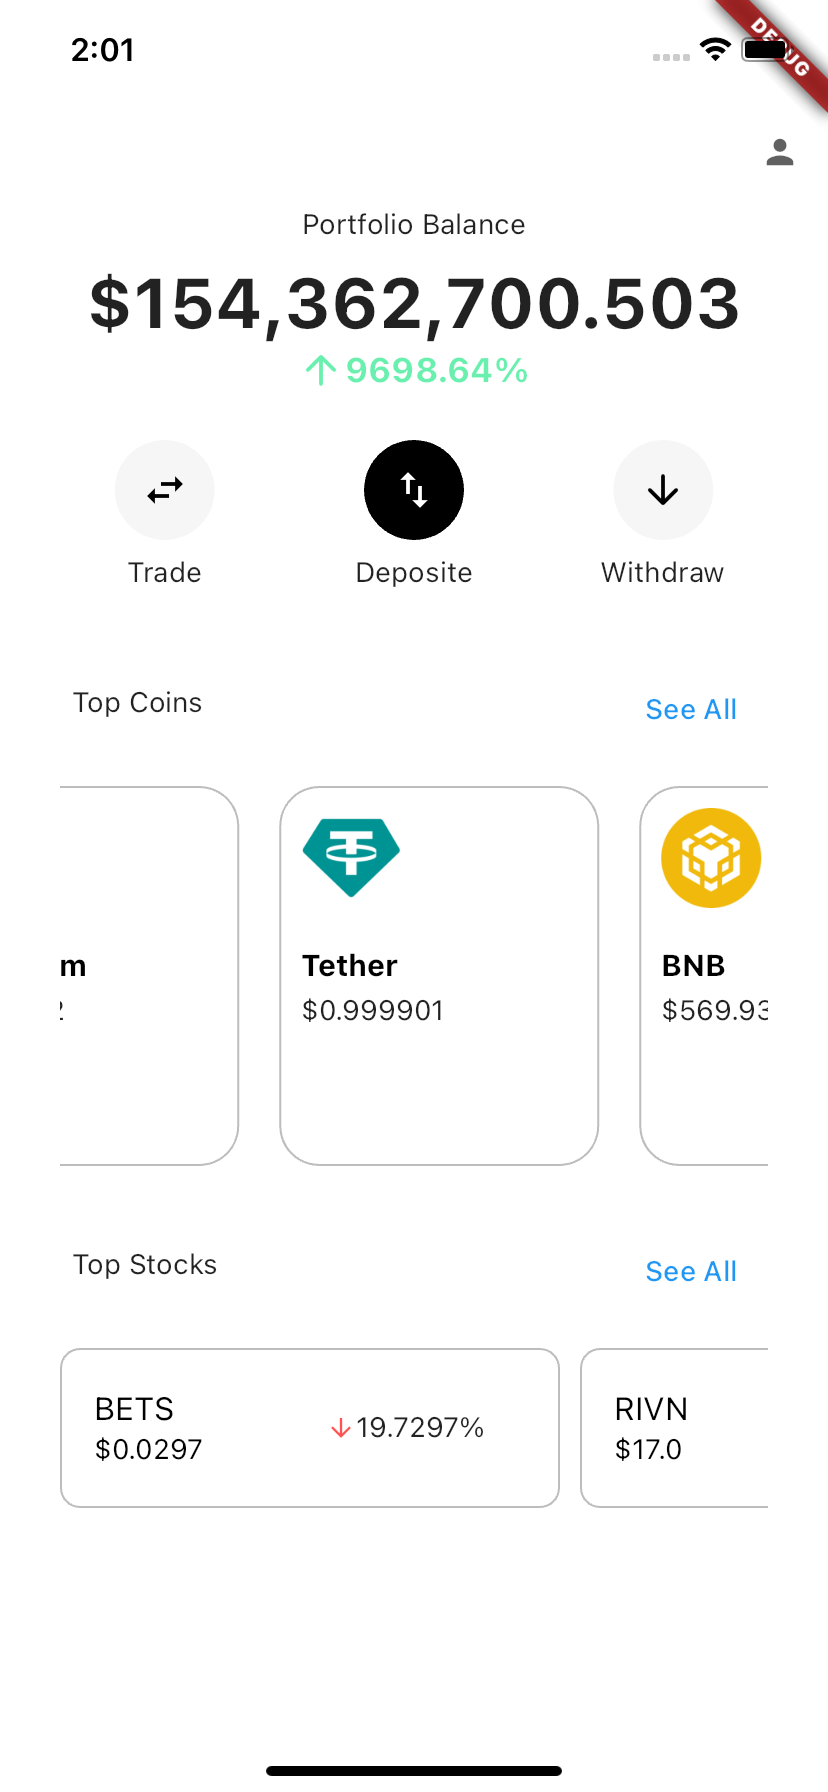 2:01
DEBUG
Portfolio Balance
$154,362,700.503
9698.64%
Trade
Deposite
Withdraw
Top Coins
See All
m
Tether
BNB
2
$0.999901
$569.93
Top Stocks
See All
BETS
$0.0297
19.7297%
RIVN
$17.0